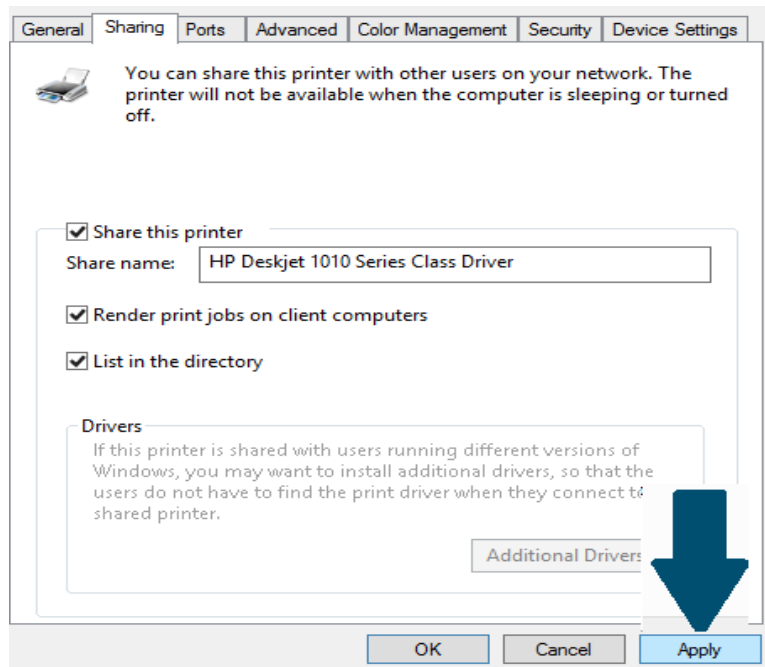 General Sharing Ports Advanced Color Management Security Device Settings
You can share this printer with other users on your network. The
printer will not be available when the computer is sleeping or turned
off.
Share this printer
Share name: HP Deskjet 1010 Series Class Driver
Render print jobs on client computers
List in the directory
Drivers
If this printer is shared with users running different versions of
Windows, you may want to install additional drivers, so that the
users do not have to find the print driver when they connect to
shared printer.
Additional Drivers
OK Cancel Apply